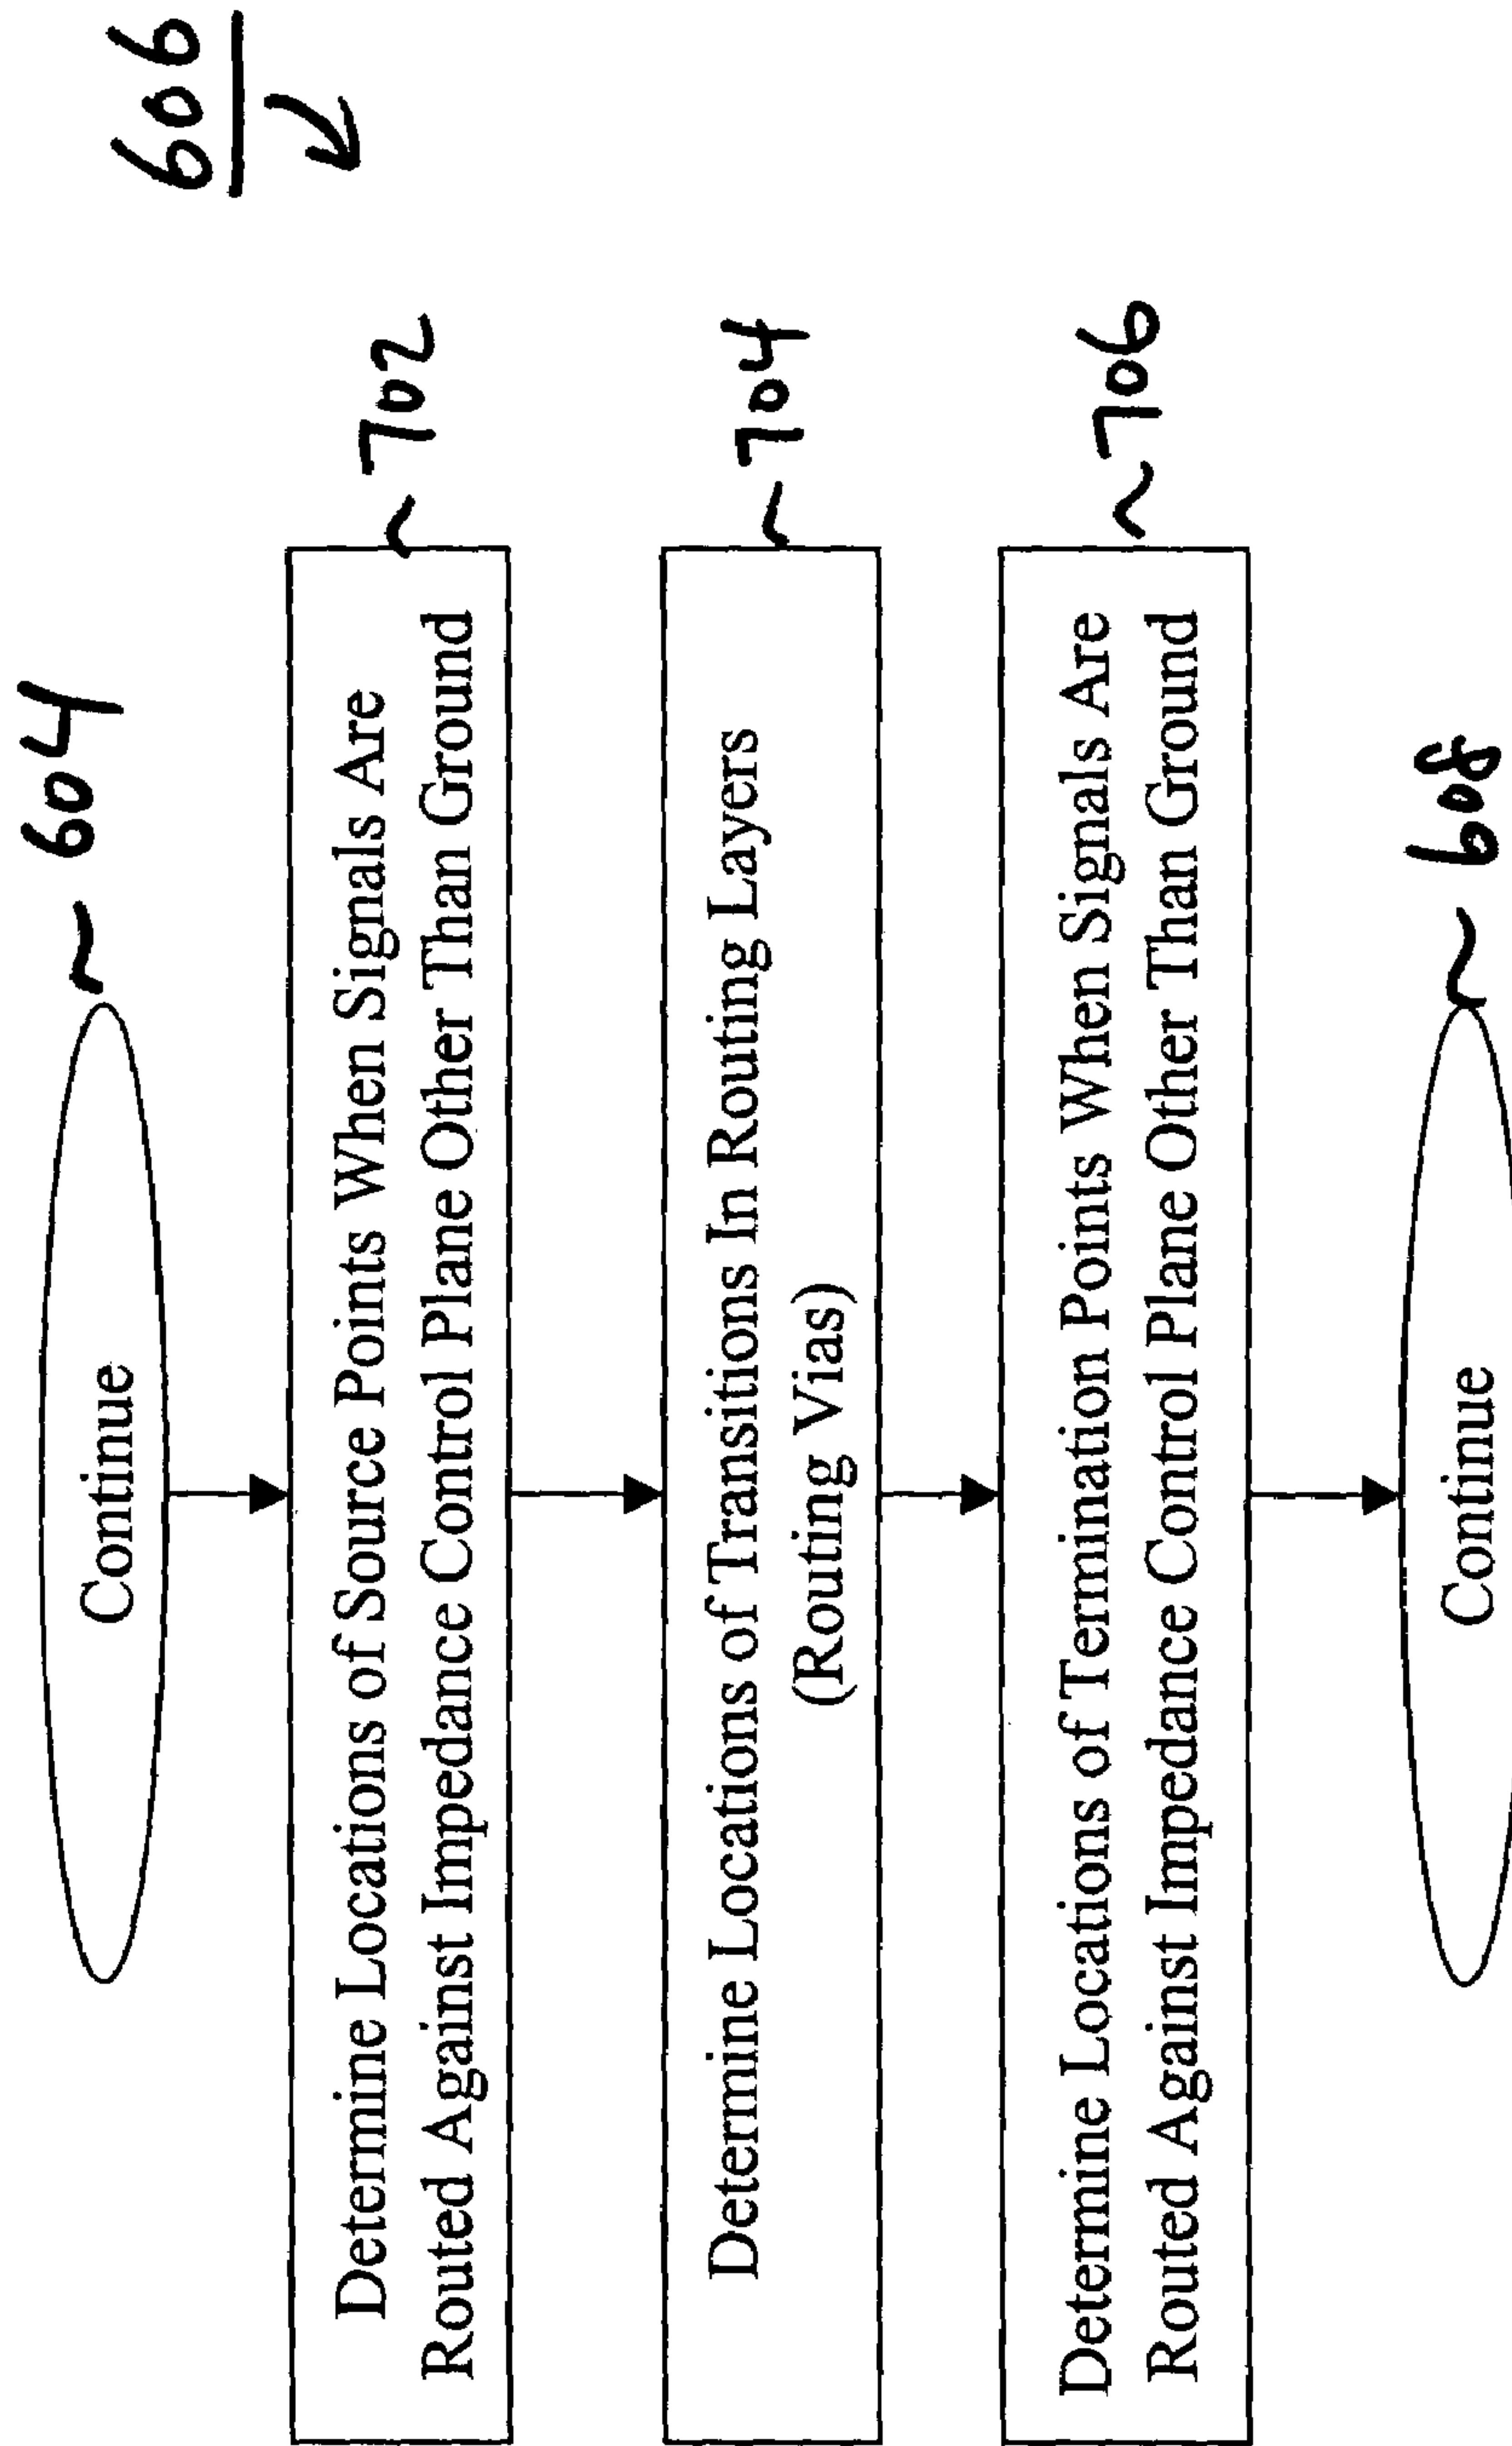 606
Continue ~ 604
Determine Locations of Source Points When Signals Are
Routed Against Impedance Control Plane Other Than Ground
~ 702
Determine Locations of Transitions In Routing Layers
(Routing Vias)
~ 704
Determine Locations of Termination Points When Signals Are
Routed Against Impedance Control Plane Other Than Ground
~ 706
Continue ~ 608